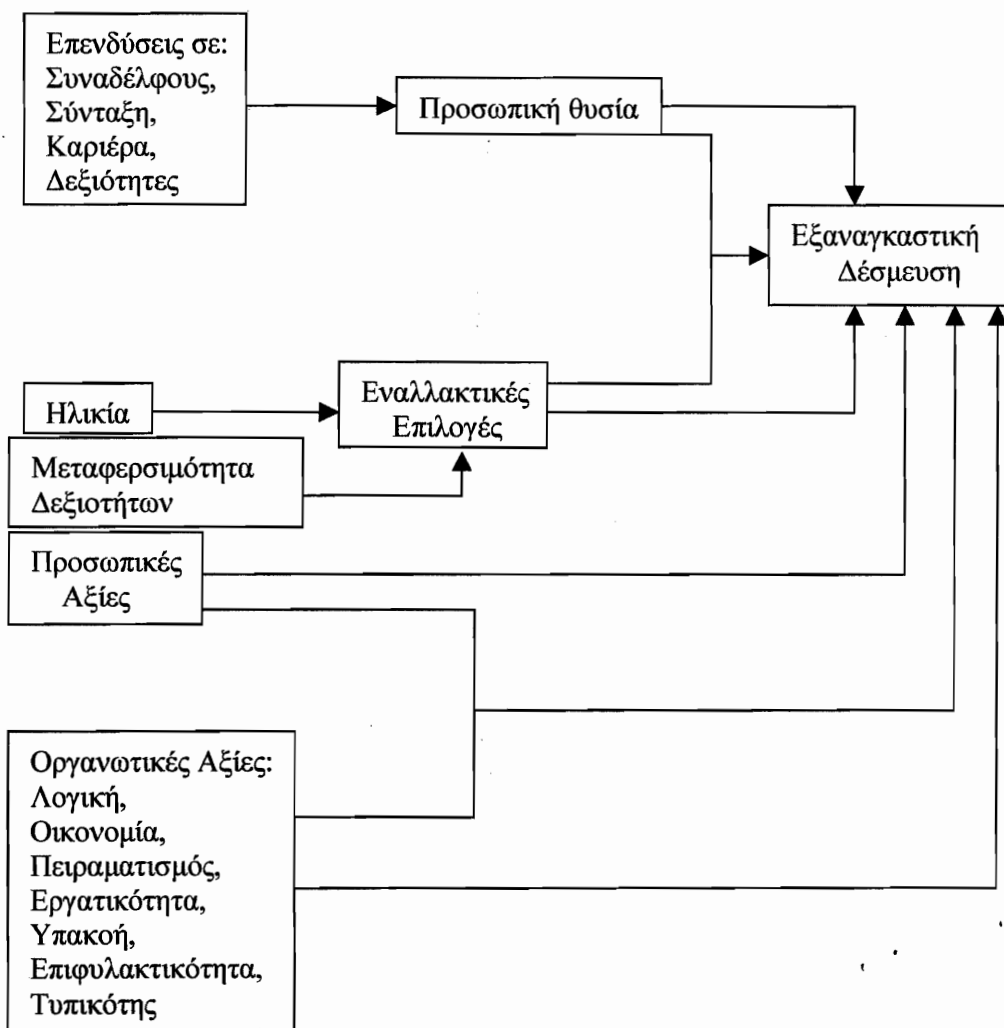 Επενδύσεις σε:
Συναδέλφους,
Σύνταξη,
Καριέρα,
Δεξιότητες
Προσωπική θυσία
Εξαναγκαστική
Δέσμευση
Ηλικία
Εναλλακτικές
Επιλογές
Μεταφερσιμότητα
Δεξιοτήτων
Προσωπικές
Αξίες
Οργανωτικές Αξίες:
Λογική,
Οικονομία,
Πειραματισμός,
Εργατικότητα,
Υπακοή,
Επιφυλακτικότητα,
Τυπικότης